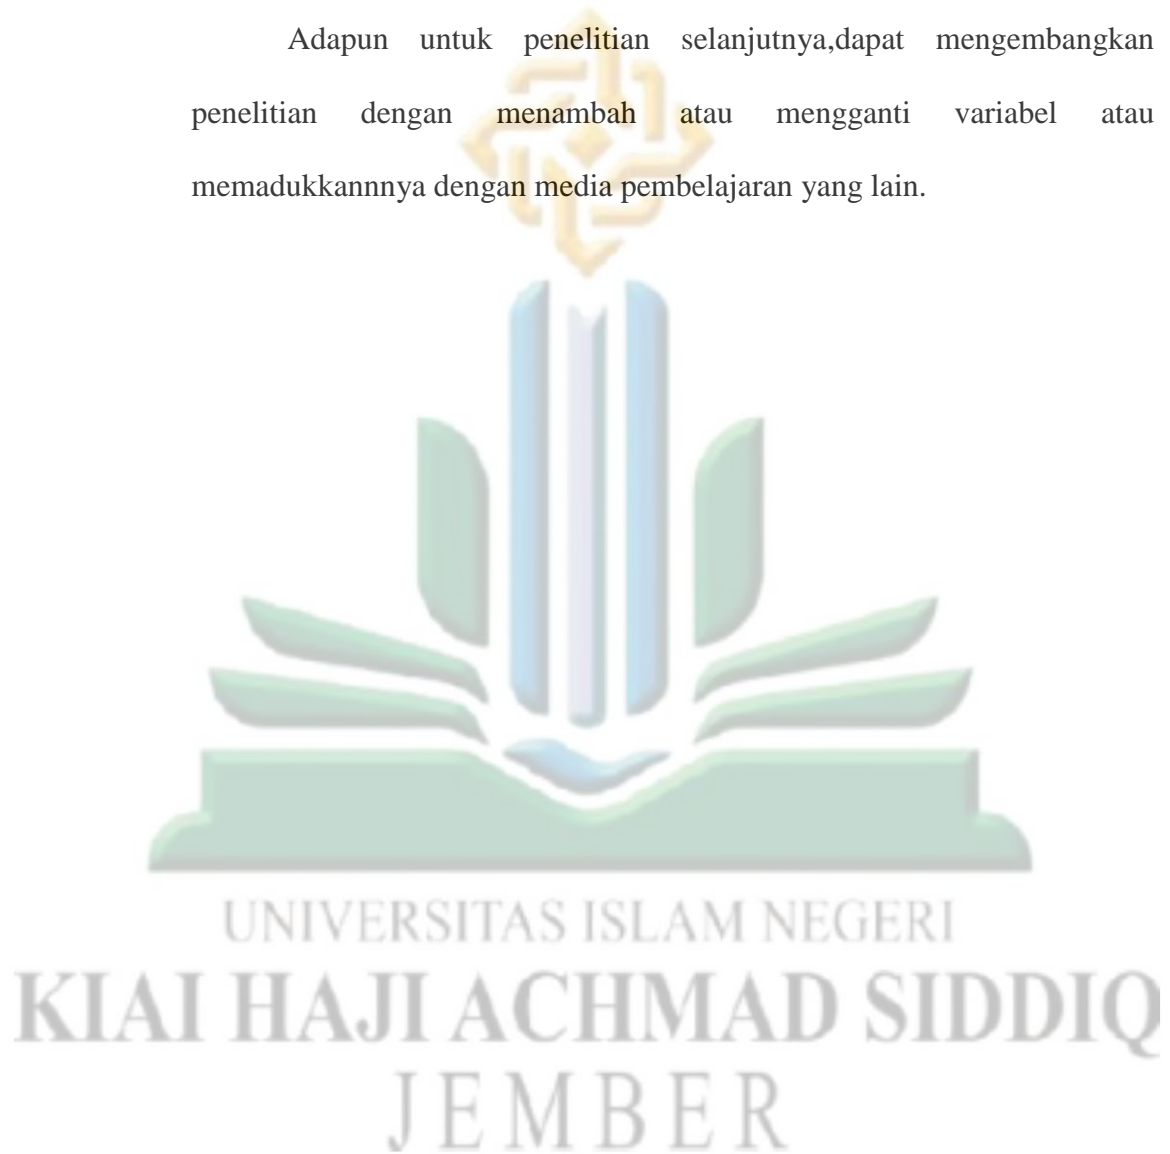 Adapun untuk penelitian selanjutnya,dapat mengembangkan
penelitian dengan menambah atau mengganti variabel atau
memadukkannnya dengan media pembelajaran yang lain.
UNIVERSITAS ISLAM NEGERI
KIAI HAJI ACHMAD SIDDIQ
JEMBER